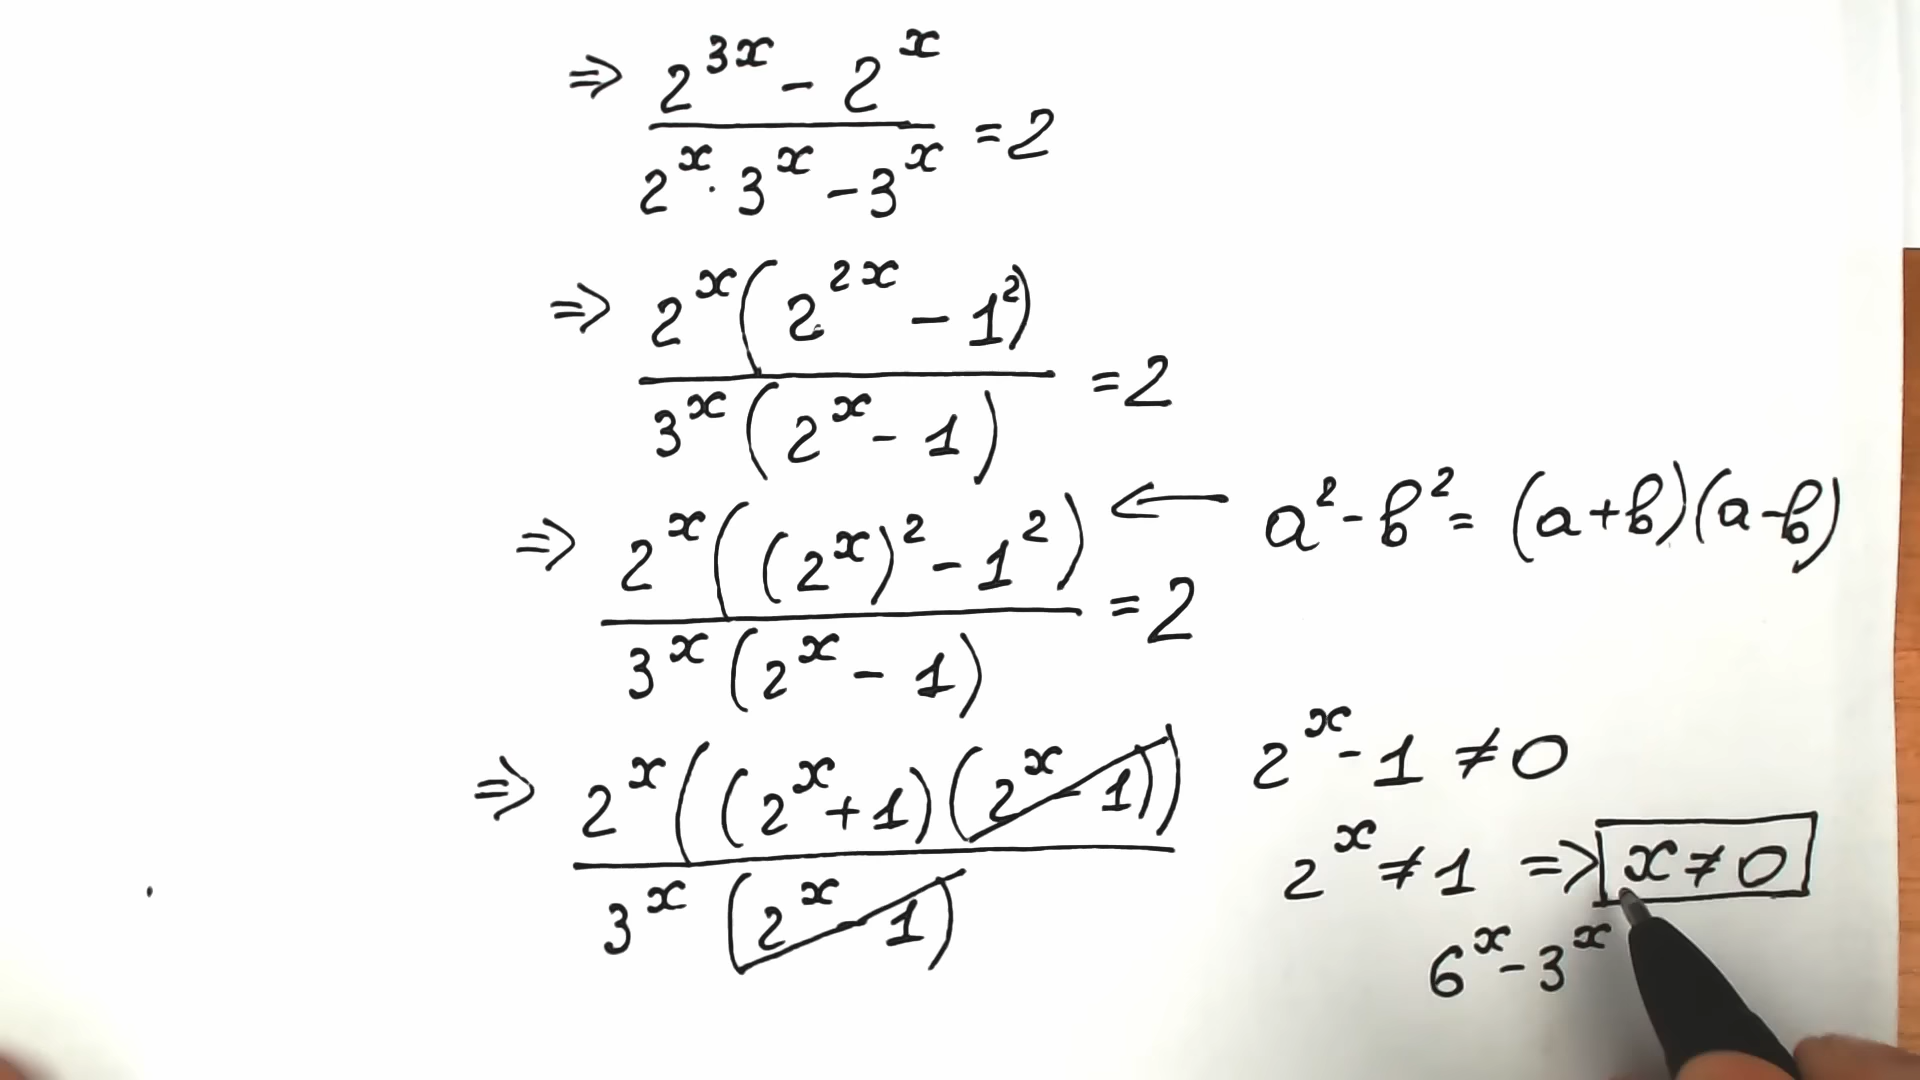 ⇒ (2^{3x} - 2^x)/(2^x · 3^x - 3^x) = 2
⇒ 2^x(2^{2x} - 1^2)/(3^x(2^x - 1)) = 2
⇒ 2^x((2^x)^2 - 1^2)/(3^x(2^x - 1)) = 2 ← a^2 - b^2 = (a+b)(a-b)
⇒ 2^x((2^x+1)(2^x - 1))/(3^x(2^x - 1))
2^x - 1 ≠ 0
2^x ≠ 1 ⇒ x ≠ 0
6^x - 3^x